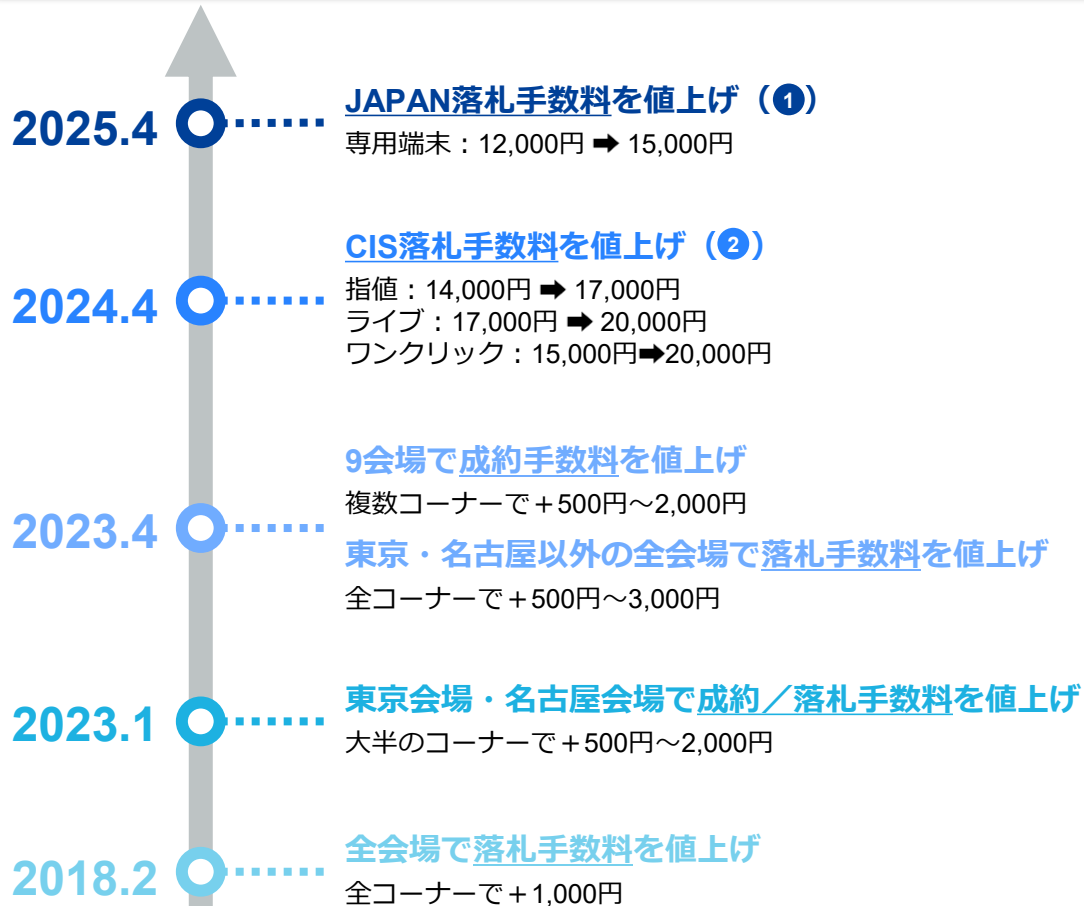 2025.4
JAPAN落札手数料を値上げ（❶）
専用端末：12,000円 ➡ 15,000円
2024.4
CIS落札手数料を値上げ（❷）
指値：14,000円 ➡ 17,000円
ライブ：17,000円 ➡ 20,000円
ワンクリック：15,000円➡20,000円
2023.4
9会場で成約手数料を値上げ
複数コーナーで＋500円～2,000円
東京・名古屋以外の全会場で落札手数料を値上げ
全コーナーで＋500円～3,000円
2023.1
東京会場・名古屋会場で成約／落札手数料を値上げ
大半のコーナーで＋500円～2,000円
2018.2
全会場で落札手数料を値上げ
全コーナーで＋1,000円